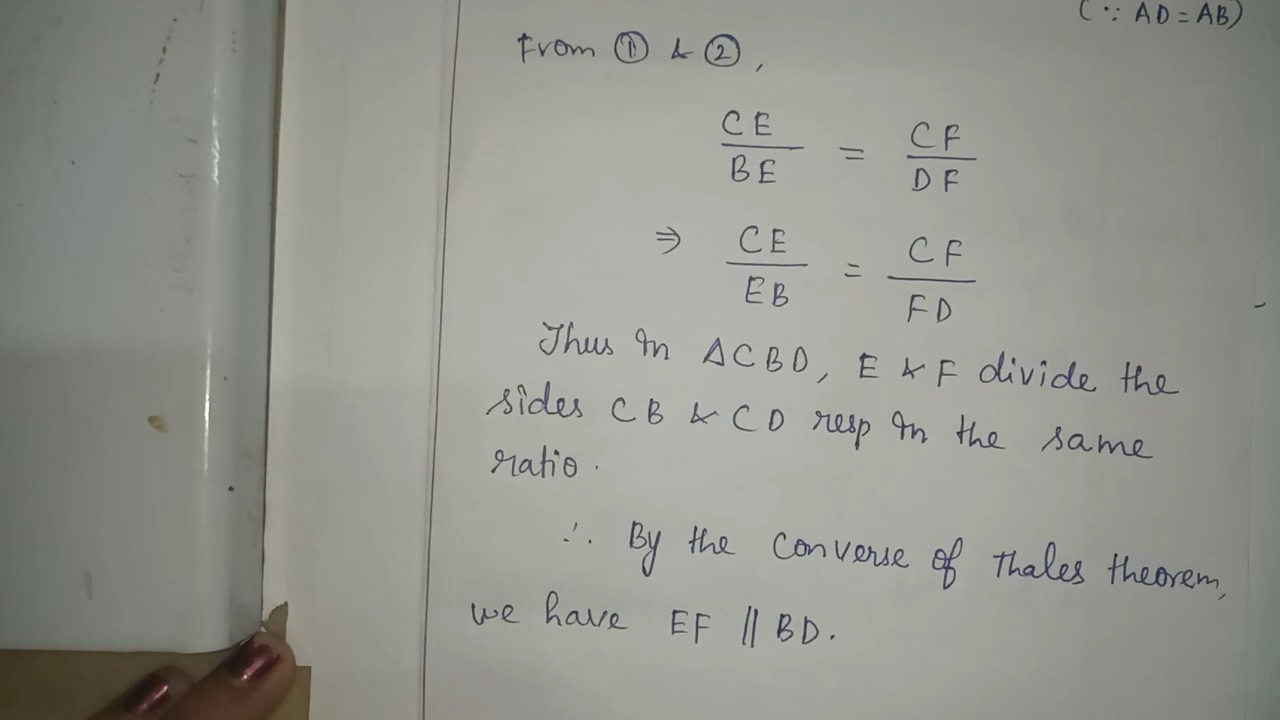 (∵ AD = AB)
From ① & ②,
CE/BE = CF/DF
⇒ CE/EB = CF/FD
Thus in ΔCBD, E & F divide the
sides CB & CD resp in the same
ratio.
∴ By the converse of Thales theorem,
we have EF || BD.